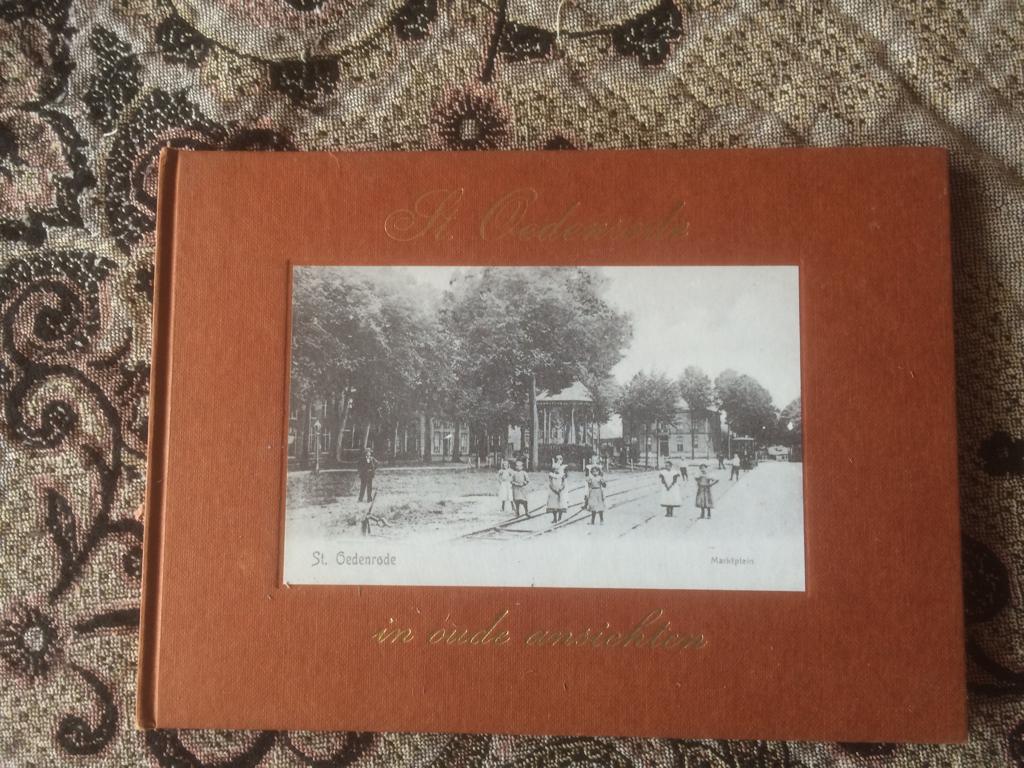 St. Oedenrode
St. Oedenrode
Marktplein
in oude ansichten